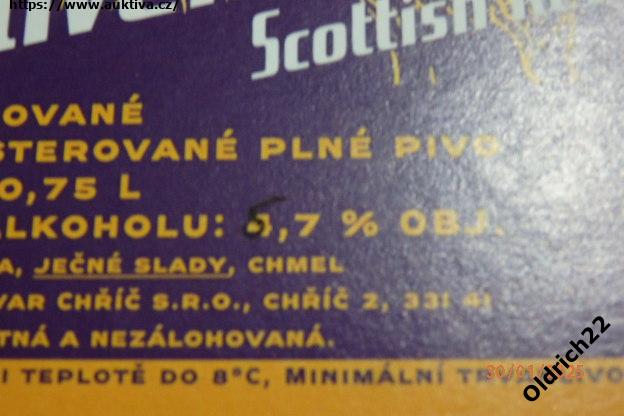 https://www.auktiva.cz/
Scottish
OVANÉ
STEROVANÉ PLNÉ PIVO
0,75 L
LKOHOLU: 5,7 % OBJ.
A, JEČNÉ SLADY, CHMEL
VAR CHŘÍČ S.R.O., CHŘÍČ 2, 331 41
TNÁ A NEZÁLOHOVANÁ.
I TEPLOTĚ DO 8°C, MINIMÁLNÍ
Oldrich22